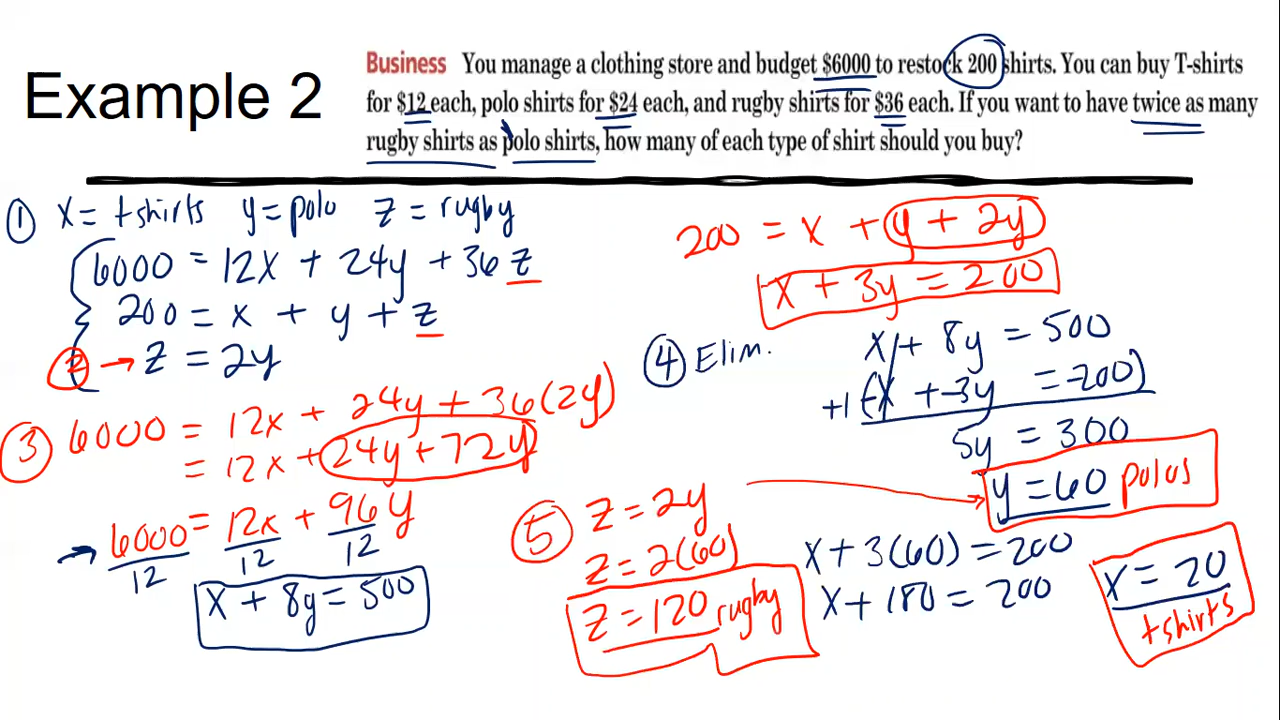 Example 2
Business You manage a clothing store and budget $6000 to restock 200 shirts. You can buy T-shirts
for $12 each, polo shirts for $24 each, and rugby shirts for $36 each. If you want to have twice as many
rugby shirts as polo shirts, how many of each type of shirt should you buy?
① x = tshirts y = polo z = rugby
6000 = 12x + 24y + 36z
200 = x + y + z
② → z = 2y
③ 6000 = 12x + 24y + 36(2y)
= 12x + 24y + 72y
→ 6000/12 = 12x/12 + 96y/12
x + 8y = 500
200 = x + y + 2y
x + 3y = 200
④ Elim.
x + 8y = 500
+1(-x + -3y = -200)
5y = 300
y = 60 polos
⑤ z = 2y
z = 2(60)
z = 120 rugby
x + 3(60) = 200
x + 180 = 200
x = 20
tshirts